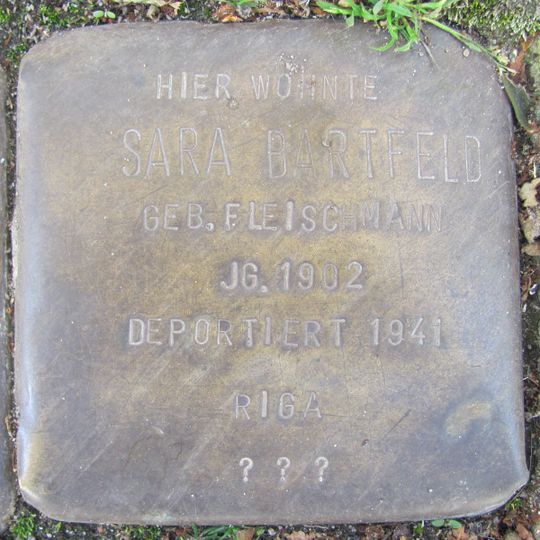 HIER WOHNTE
SARA BARTFELD
GEB. FLEISCHMANN
JG. 1902
DEPORTIERT 1941
RIGA
? ? ?